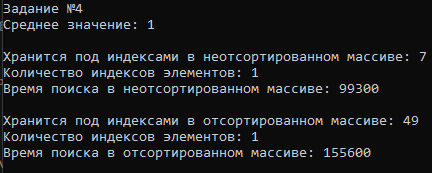 Задание №4
Среднее значение: 1
Хранится под индексами в неотсортированном массиве: 7
Количество индексов элементов: 1
Время поиска в неотсортированном массиве: 99300
Хранится под индексами в отсортированном массиве: 49
Количество индексов элементов: 1
Время поиска в отсортированном массиве: 155600